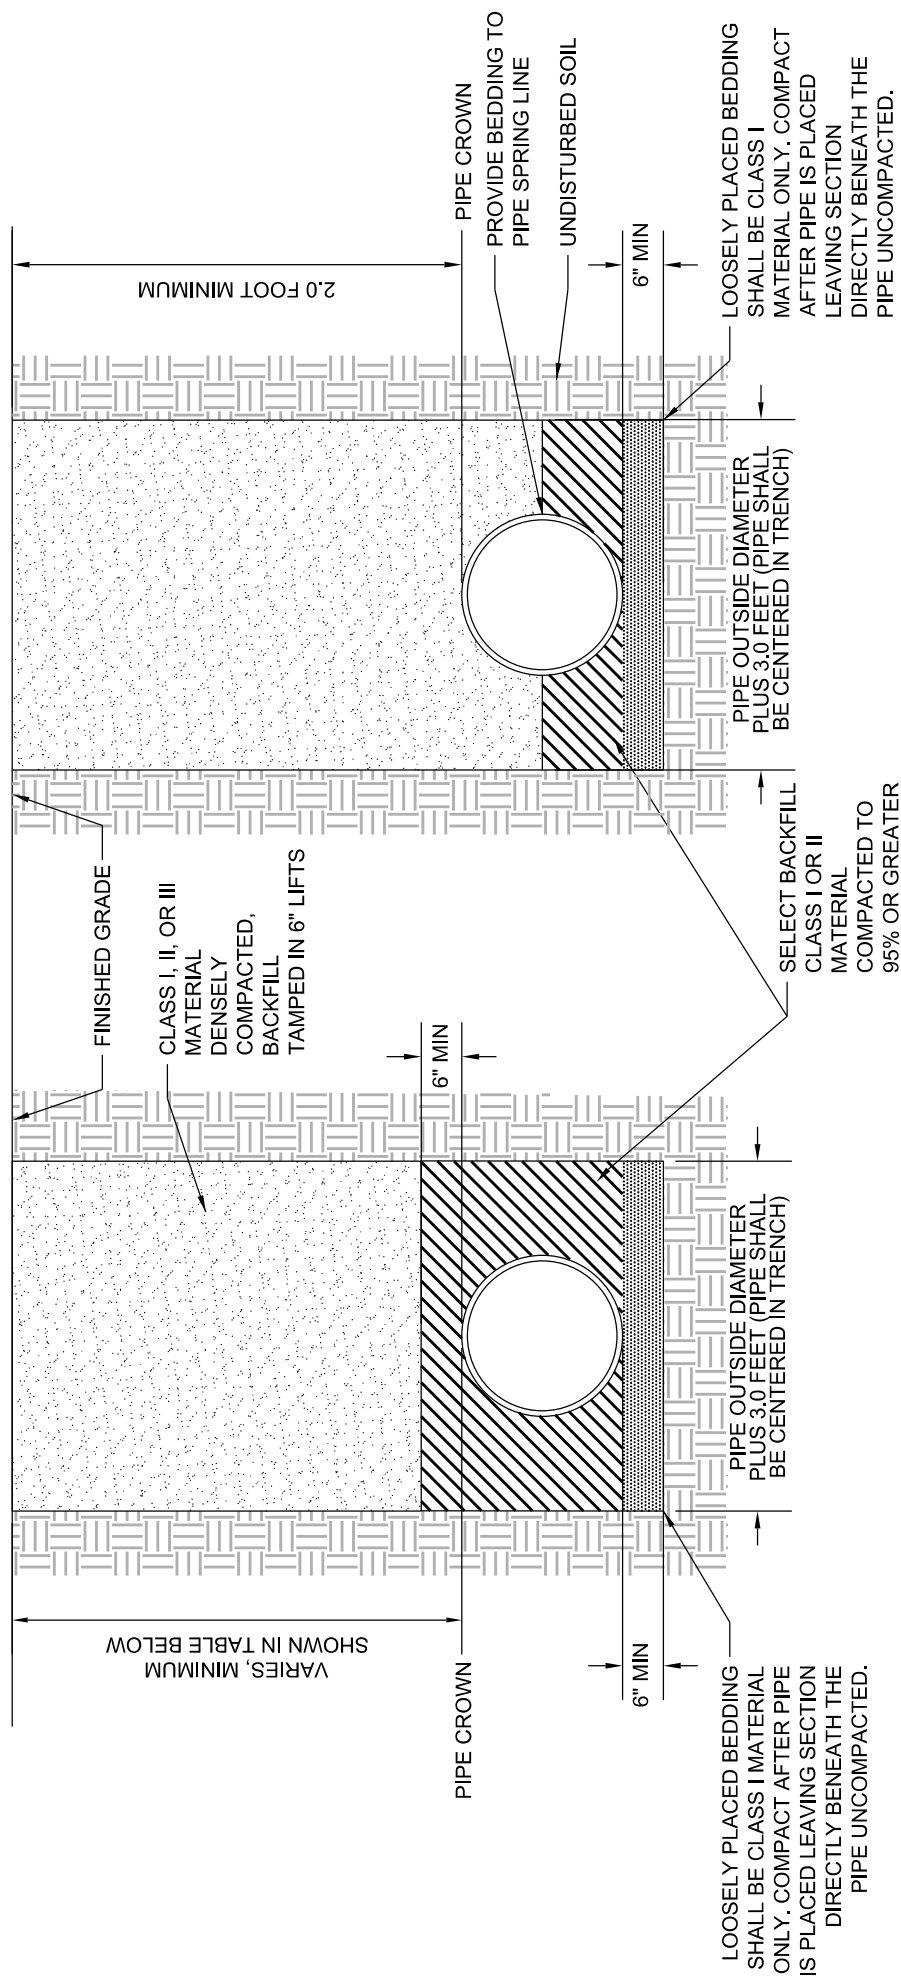 VARIES, MINIMUM
SHOWN IN TABLE BELOW
PIPE CROWN
6" MIN
LOOSELY PLACED BEDDING
SHALL BE CLASS I MATERIAL
ONLY. COMPACT AFTER PIPE
IS PLACED LEAVING SECTION
DIRECTLY BENEATH THE
PIPE UNCOMPACTED.
PIPE OUTSIDE DIAMETER
PLUS 3.0 FEET (PIPE SHALL
BE CENTERED IN TRENCH)
FINISHED GRADE
CLASS I, II, OR III
MATERIAL
DENSELY
COMPACTED,
BACKFILL
TAMPED IN 6" LIFTS
6" MIN
SELECT BACKFILL
CLASS I OR II
MATERIAL
COMPACTED TO
95% OR GREATER
PIPE OUTSIDE DIAMETER
PLUS 3.0 FEET (PIPE SHALL
BE CENTERED IN TRENCH)
2.0 FOOT MINIMUM
PIPE CROWN
PROVIDE BEDDING TO
PIPE SPRING LINE
UNDISTURBED SOIL
6" MIN
LOOSELY PLACED BEDDING
SHALL BE CLASS I
MATERIAL ONLY. COMPACT
AFTER PIPE IS PLACED
LEAVING SECTION
DIRECTLY BENEATH THE
PIPE UNCOMPACTED.